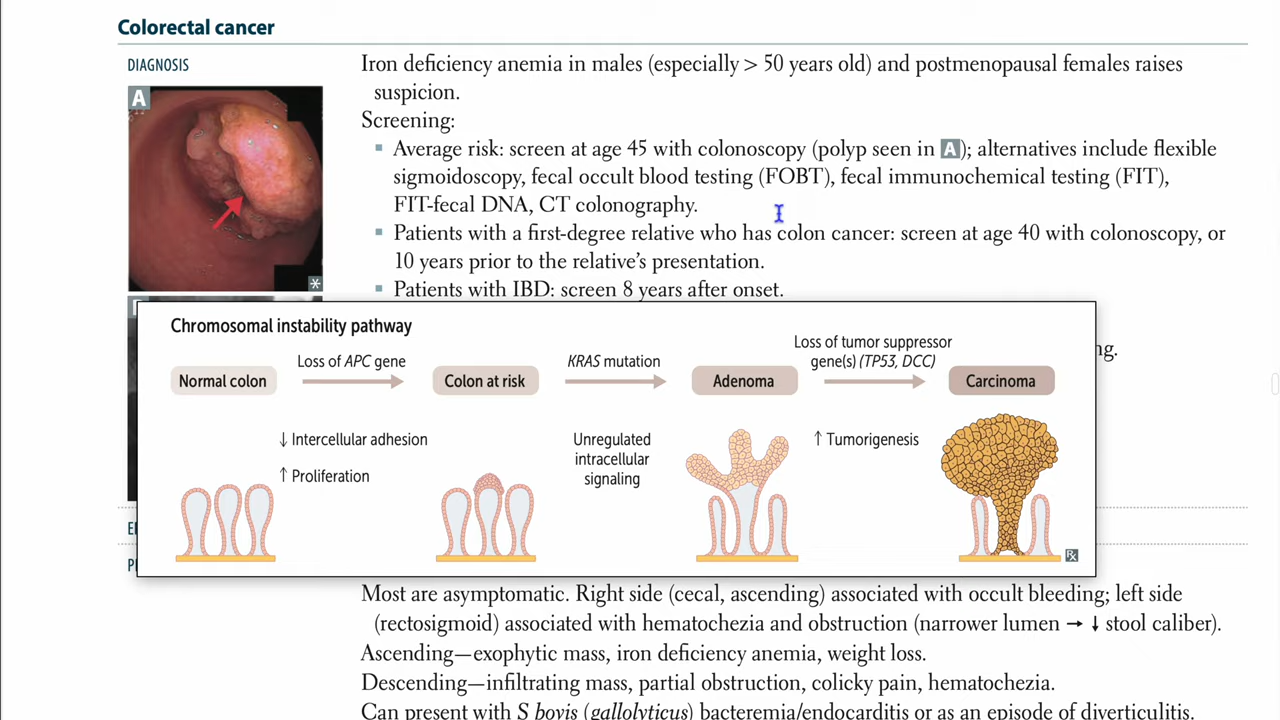 Colorectal cancer
DIAGNOSIS
A
Iron deficiency anemia in males (especially > 50 years old) and postmenopausal females raises
suspicion.
Screening:
▪ Average risk: screen at age 45 with colonoscopy (polyp seen in A); alternatives include flexible
sigmoidoscopy, fecal occult blood testing (FOBT), fecal immunochemical testing (FIT),
FIT-fecal DNA, CT colonography.
▪ Patients with a first-degree relative who has colon cancer: screen at age 40 with colonoscopy, or
10 years prior to the relative's presentation.
▪ Patients with IBD: screen 8 years after onset.
Chromosomal instability pathway
Normal colon
Loss of APC gene
Colon at risk
KRAS mutation
Adenoma
Loss of tumor suppressor
gene(s) (TP53, DCC)
Carcinoma
↓ Intercellular adhesion
↑ Proliferation
Unregulated
intracellular
signaling
↑ Tumorigenesis
Rx
Most are asymptomatic. Right side (cecal, ascending) associated with occult bleeding; left side
(rectosigmoid) associated with hematochezia and obstruction (narrower lumen → ↓ stool caliber).
Ascending—exophytic mass, iron deficiency anemia, weight loss.
Descending—infiltrating mass, partial obstruction, colicky pain, hematochezia.
Can present with S bovis (gallolyticus) bacteremia/endocarditis or as an episode of diverticulitis.